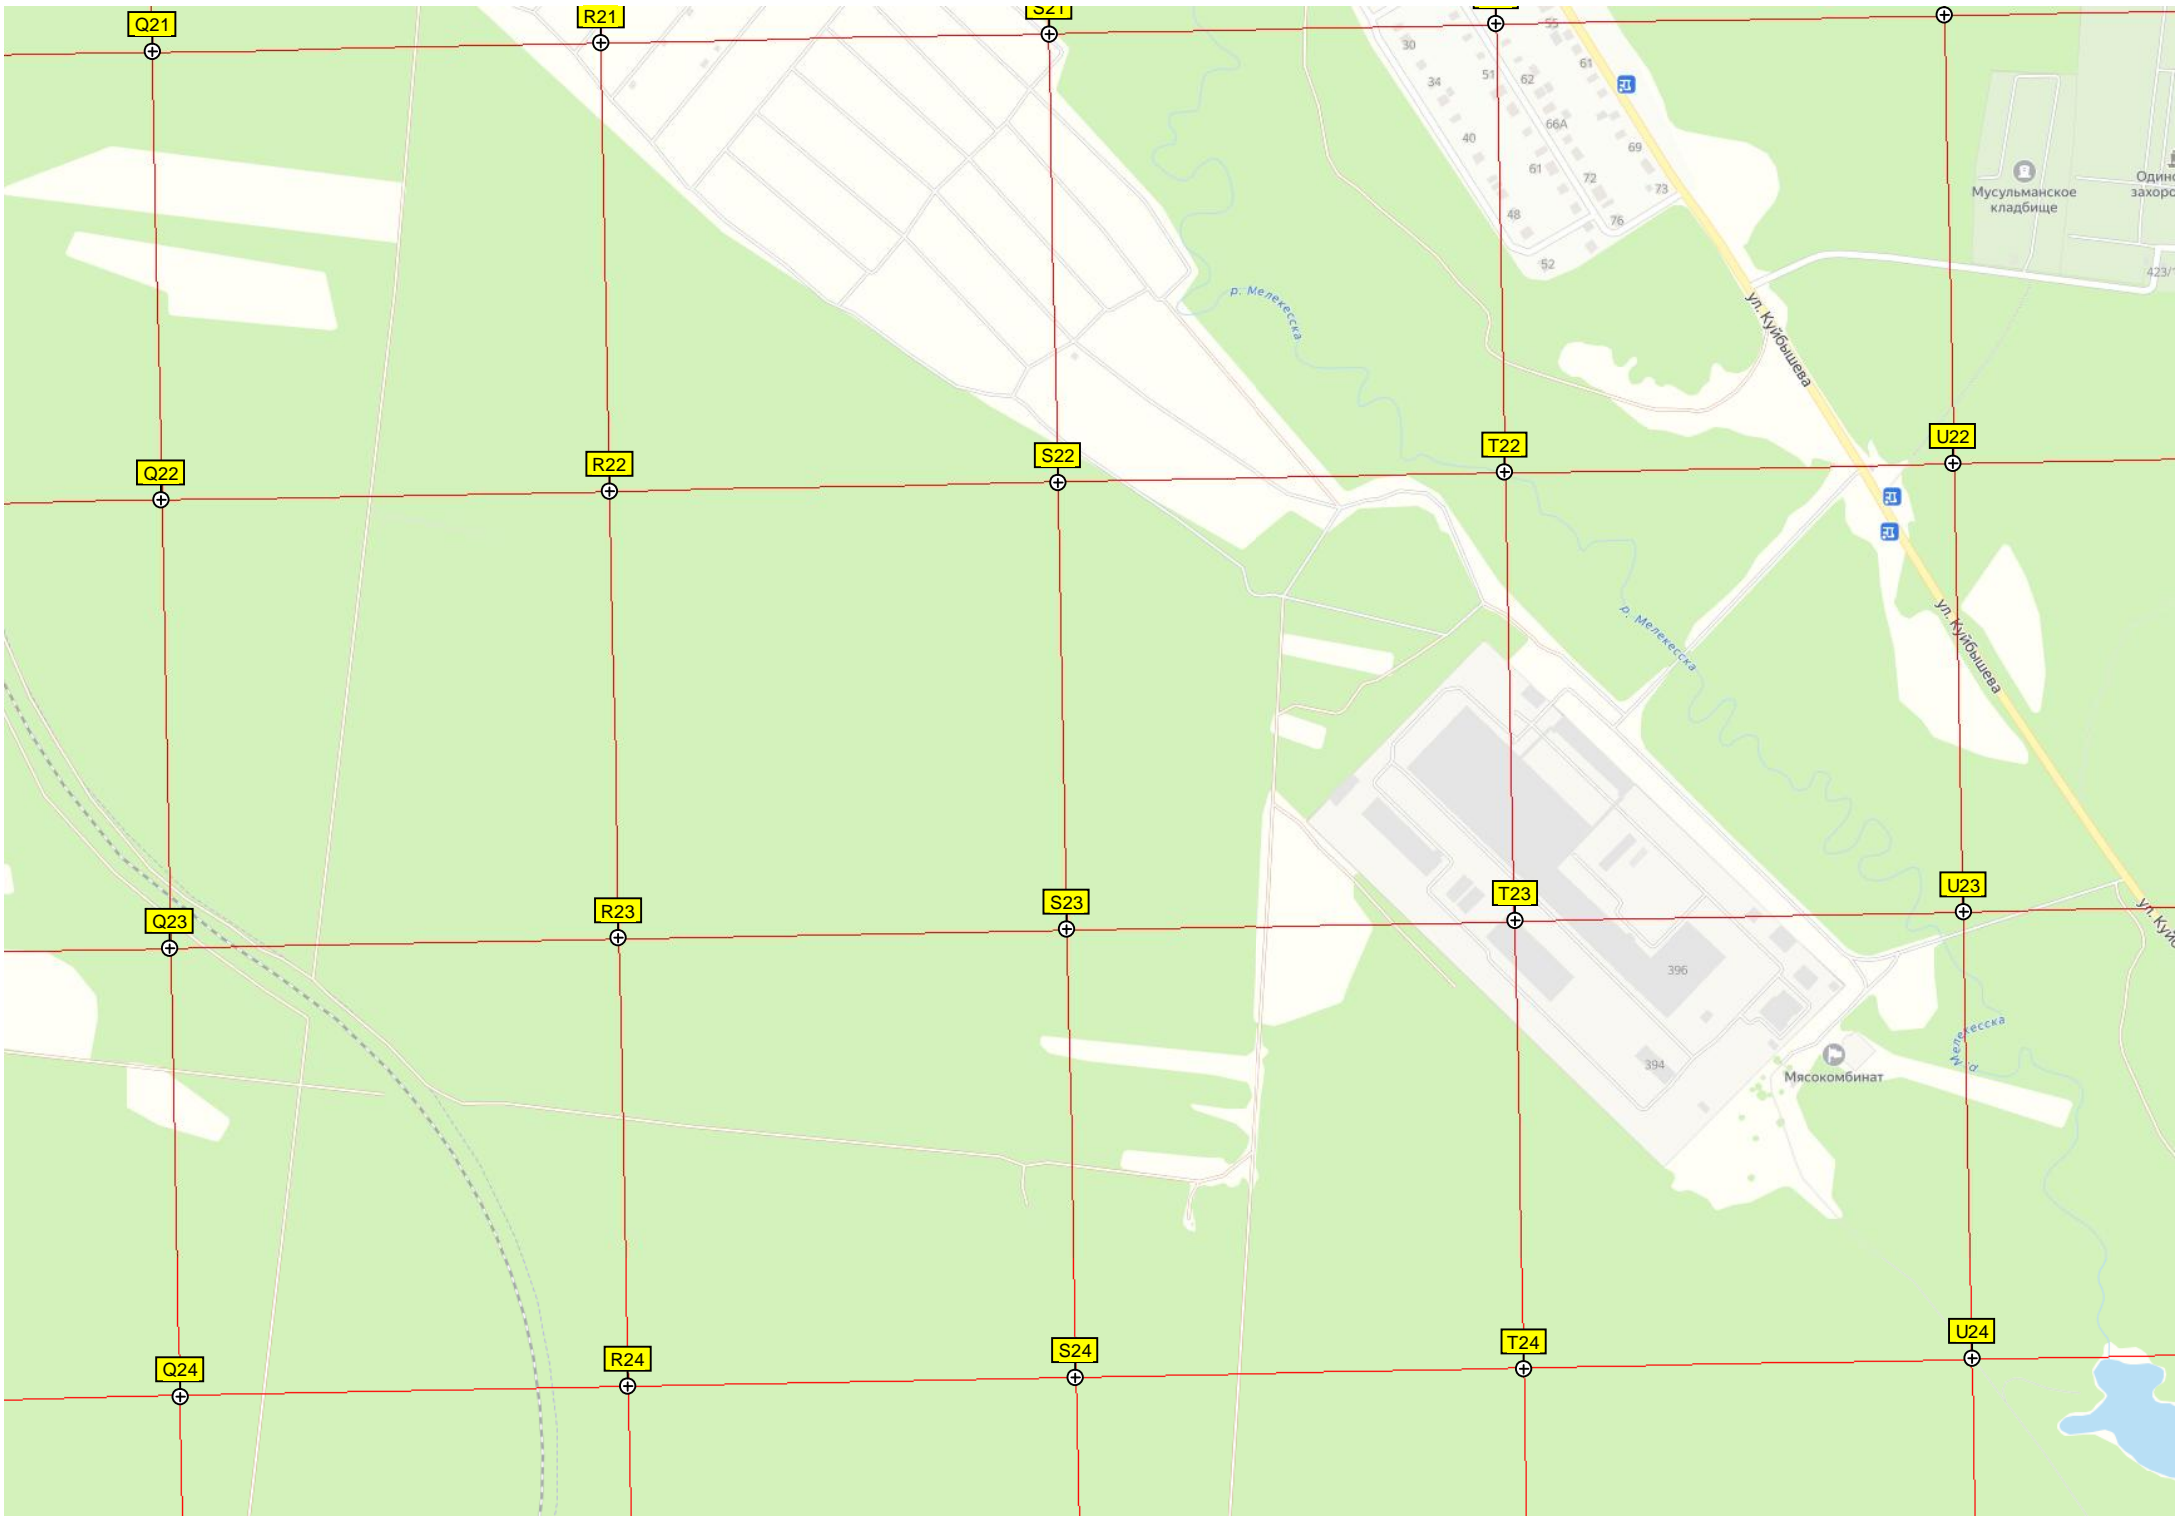 Q21
R21
S21
30
34
51
62
61
40
66А
69
61
72
73
48
76
52
Мусульманское
кладбище
423/
р. Мелекесска
ул. Куйбышева
Q22
R22
S22
T22
U22
р. Мелекесска
ул. Куйбышева
Q23
R23
S23
T23
U23
396
р. Мелекесска
394
Мясокомбинат
Q24
R24
S24
T24
U24